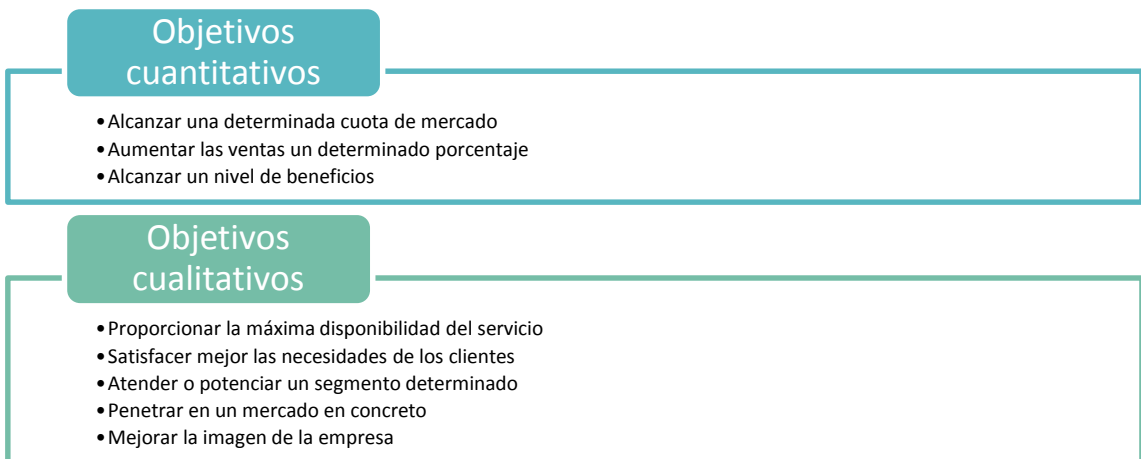 Objetivos
cuantitativos
•Alcanzar una determinada cuota de mercado
•Aumentar las ventas un determinado porcentaje
•Alcanzar un nivel de beneficios
Objetivos
cualitativos
•Proporcionar la máxima disponibilidad del servicio
•Satisfacer mejor las necesidades de los clientes
•Atender o potenciar un segmento determinado
•Penetrar en un mercado en concreto
•Mejorar la imagen de la empresa